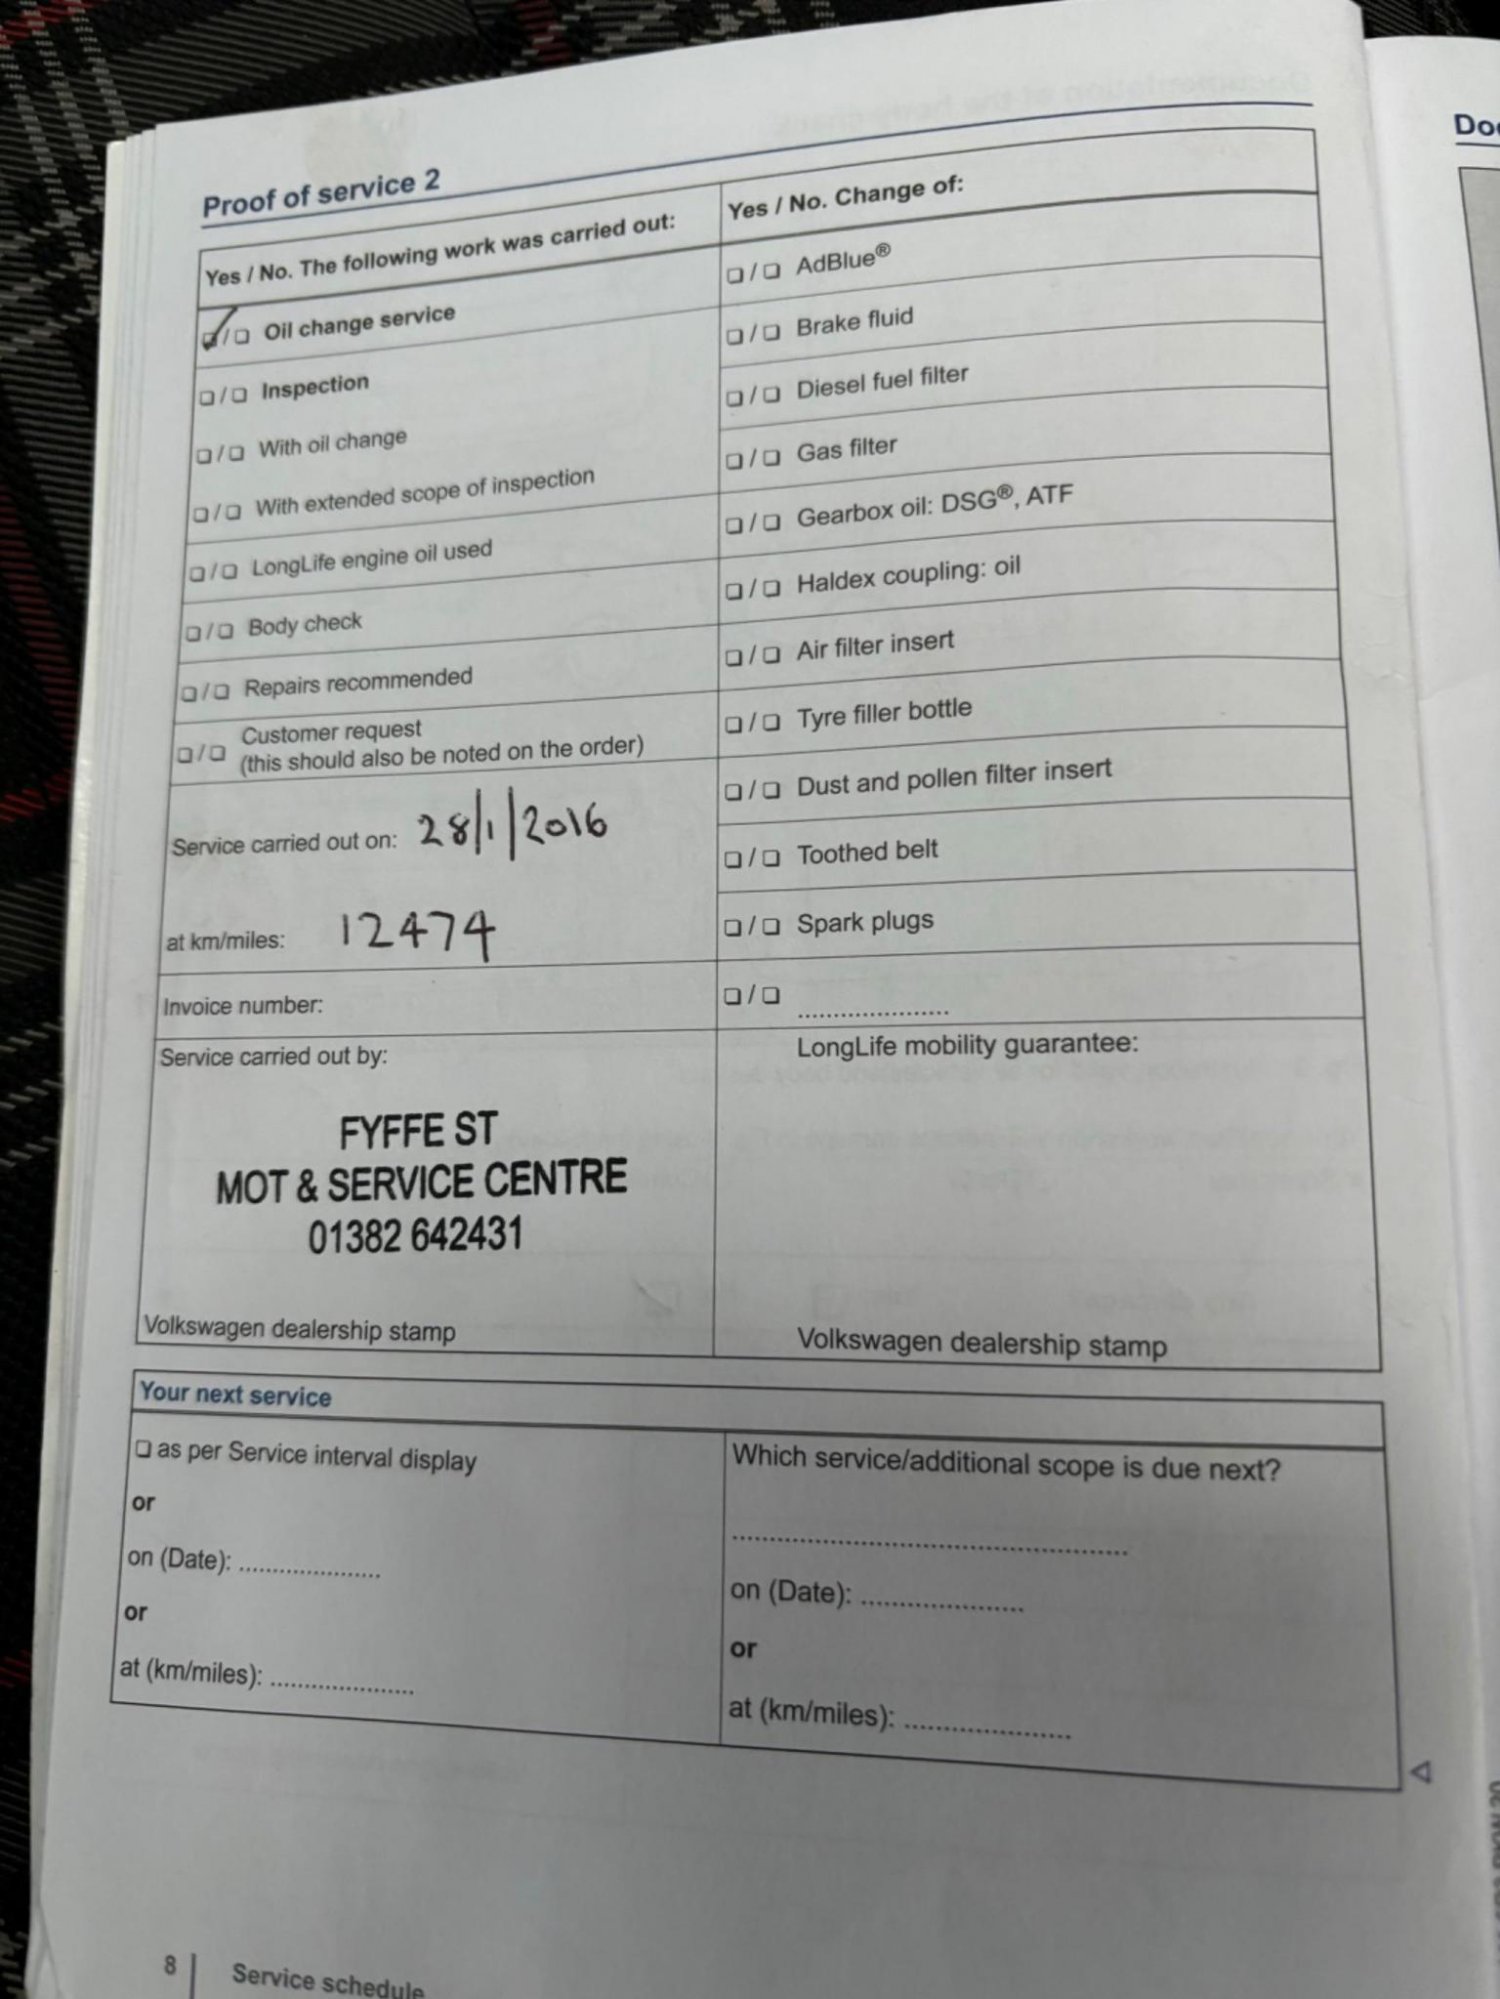 Proof of service 2
Yes / No. The following work was carried out:
☑/❏ Oil change service
❏/❏ Inspection
❏/❏ With oil change
❏/❏ With extended scope of inspection
❏/❏ LongLife engine oil used
❏/❏ Body check
❏/❏ Repairs recommended
❏/❏ Customer request
(this should also be noted on the order)
Service carried out on: 28/1/2016
at km/miles: 12474
Invoice number:
Service carried out by:
FYFFE ST
MOT & SERVICE CENTRE
01382 642431
Volkswagen dealership stamp
Yes / No. Change of:
❏/❏ AdBlue®
❏/❏ Brake fluid
❏/❏ Diesel fuel filter
❏/❏ Gas filter
❏/❏ Gearbox oil: DSG®, ATF
❏/❏ Haldex coupling: oil
❏/❏ Air filter insert
❏/❏ Tyre filler bottle
❏/❏ Dust and pollen filter insert
❏/❏ Toothed belt
❏/❏ Spark plugs
❏/❏ .....................
LongLife mobility guarantee:
Volkswagen dealership stamp
Your next service
❏ as per Service interval display
or
on (Date): ....................
or
at (km/miles): ....................
Which service/additional scope is due next?
.......................................................
on (Date): ......................
or
at (km/miles): ......................
8 | Service schedule